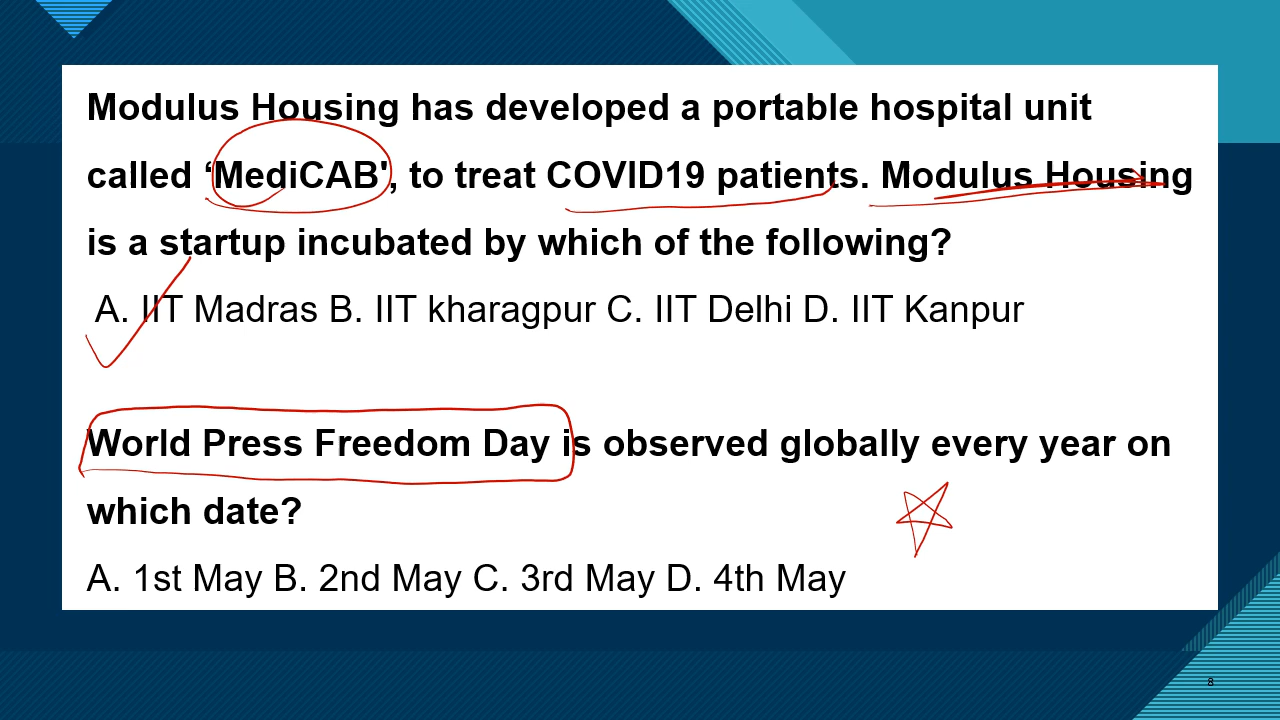 Modulus Housing has developed a portable hospital unit
called ‘MediCAB', to treat COVID19 patients. Modulus Housing
is a startup incubated by which of the following?
A. IIT Madras B. IIT kharagpur C. IIT Delhi D. IIT Kanpur
World Press Freedom Day is observed globally every year on
which date?
A. 1st May B. 2nd May C. 3rd May D. 4th May
8